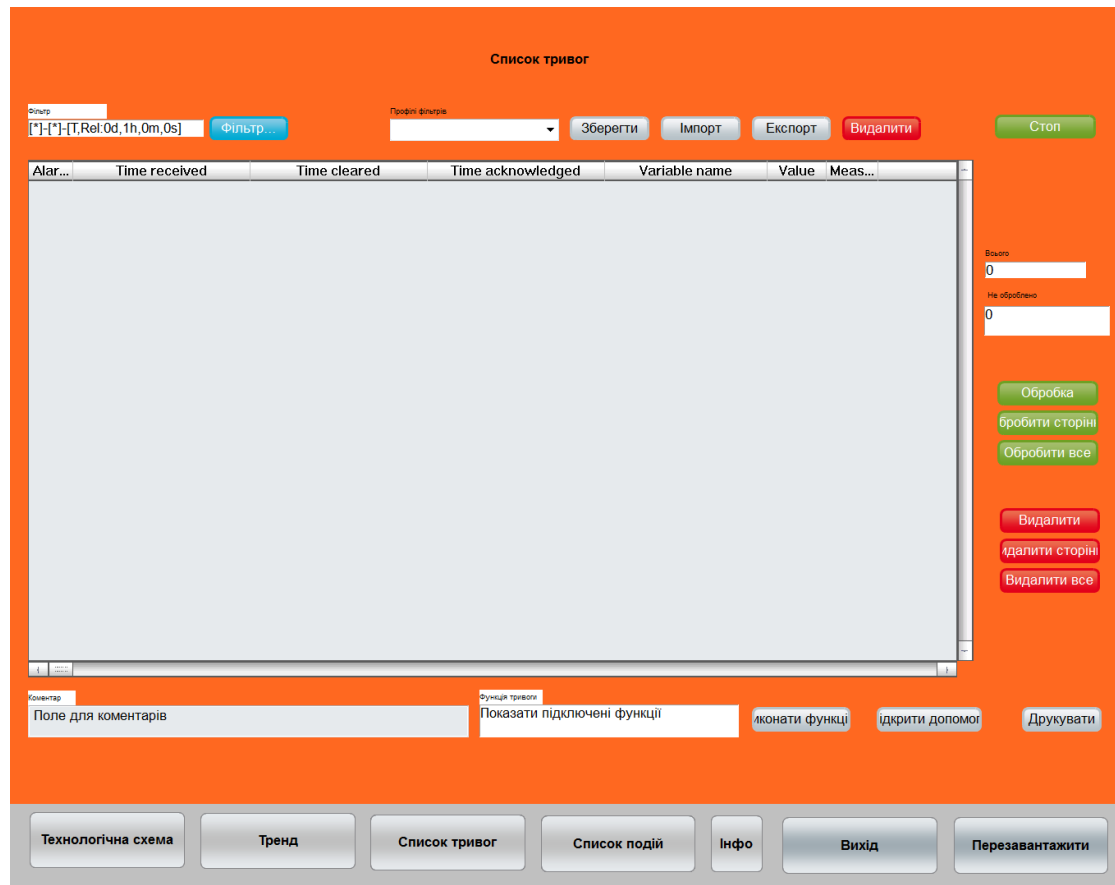 Список тривог
Фільтр
Профілі фільтрів
[*]-[*]-[T,Rel:0d,1h,0m,0s]
Фільтр...
Зберегти
Імпорт
Експорт
Видалити
Стоп
Alar...
Time received
Time cleared
Time acknowledged
Variable name
Value
Meas...
Всього
0
Не оброблено
0
Обробка
бробити сторін
Обробити все
Видалити
идалити сторін
Видалити все
Коментар
Поле для коментарів
Функція тривоги
Показати підключені функції
иконати функці
ідкрити допомог
Друкувати
Технологічна схема
Тренд
Список тривог
Список подій
Інфо
Вихід
Перезавантажити